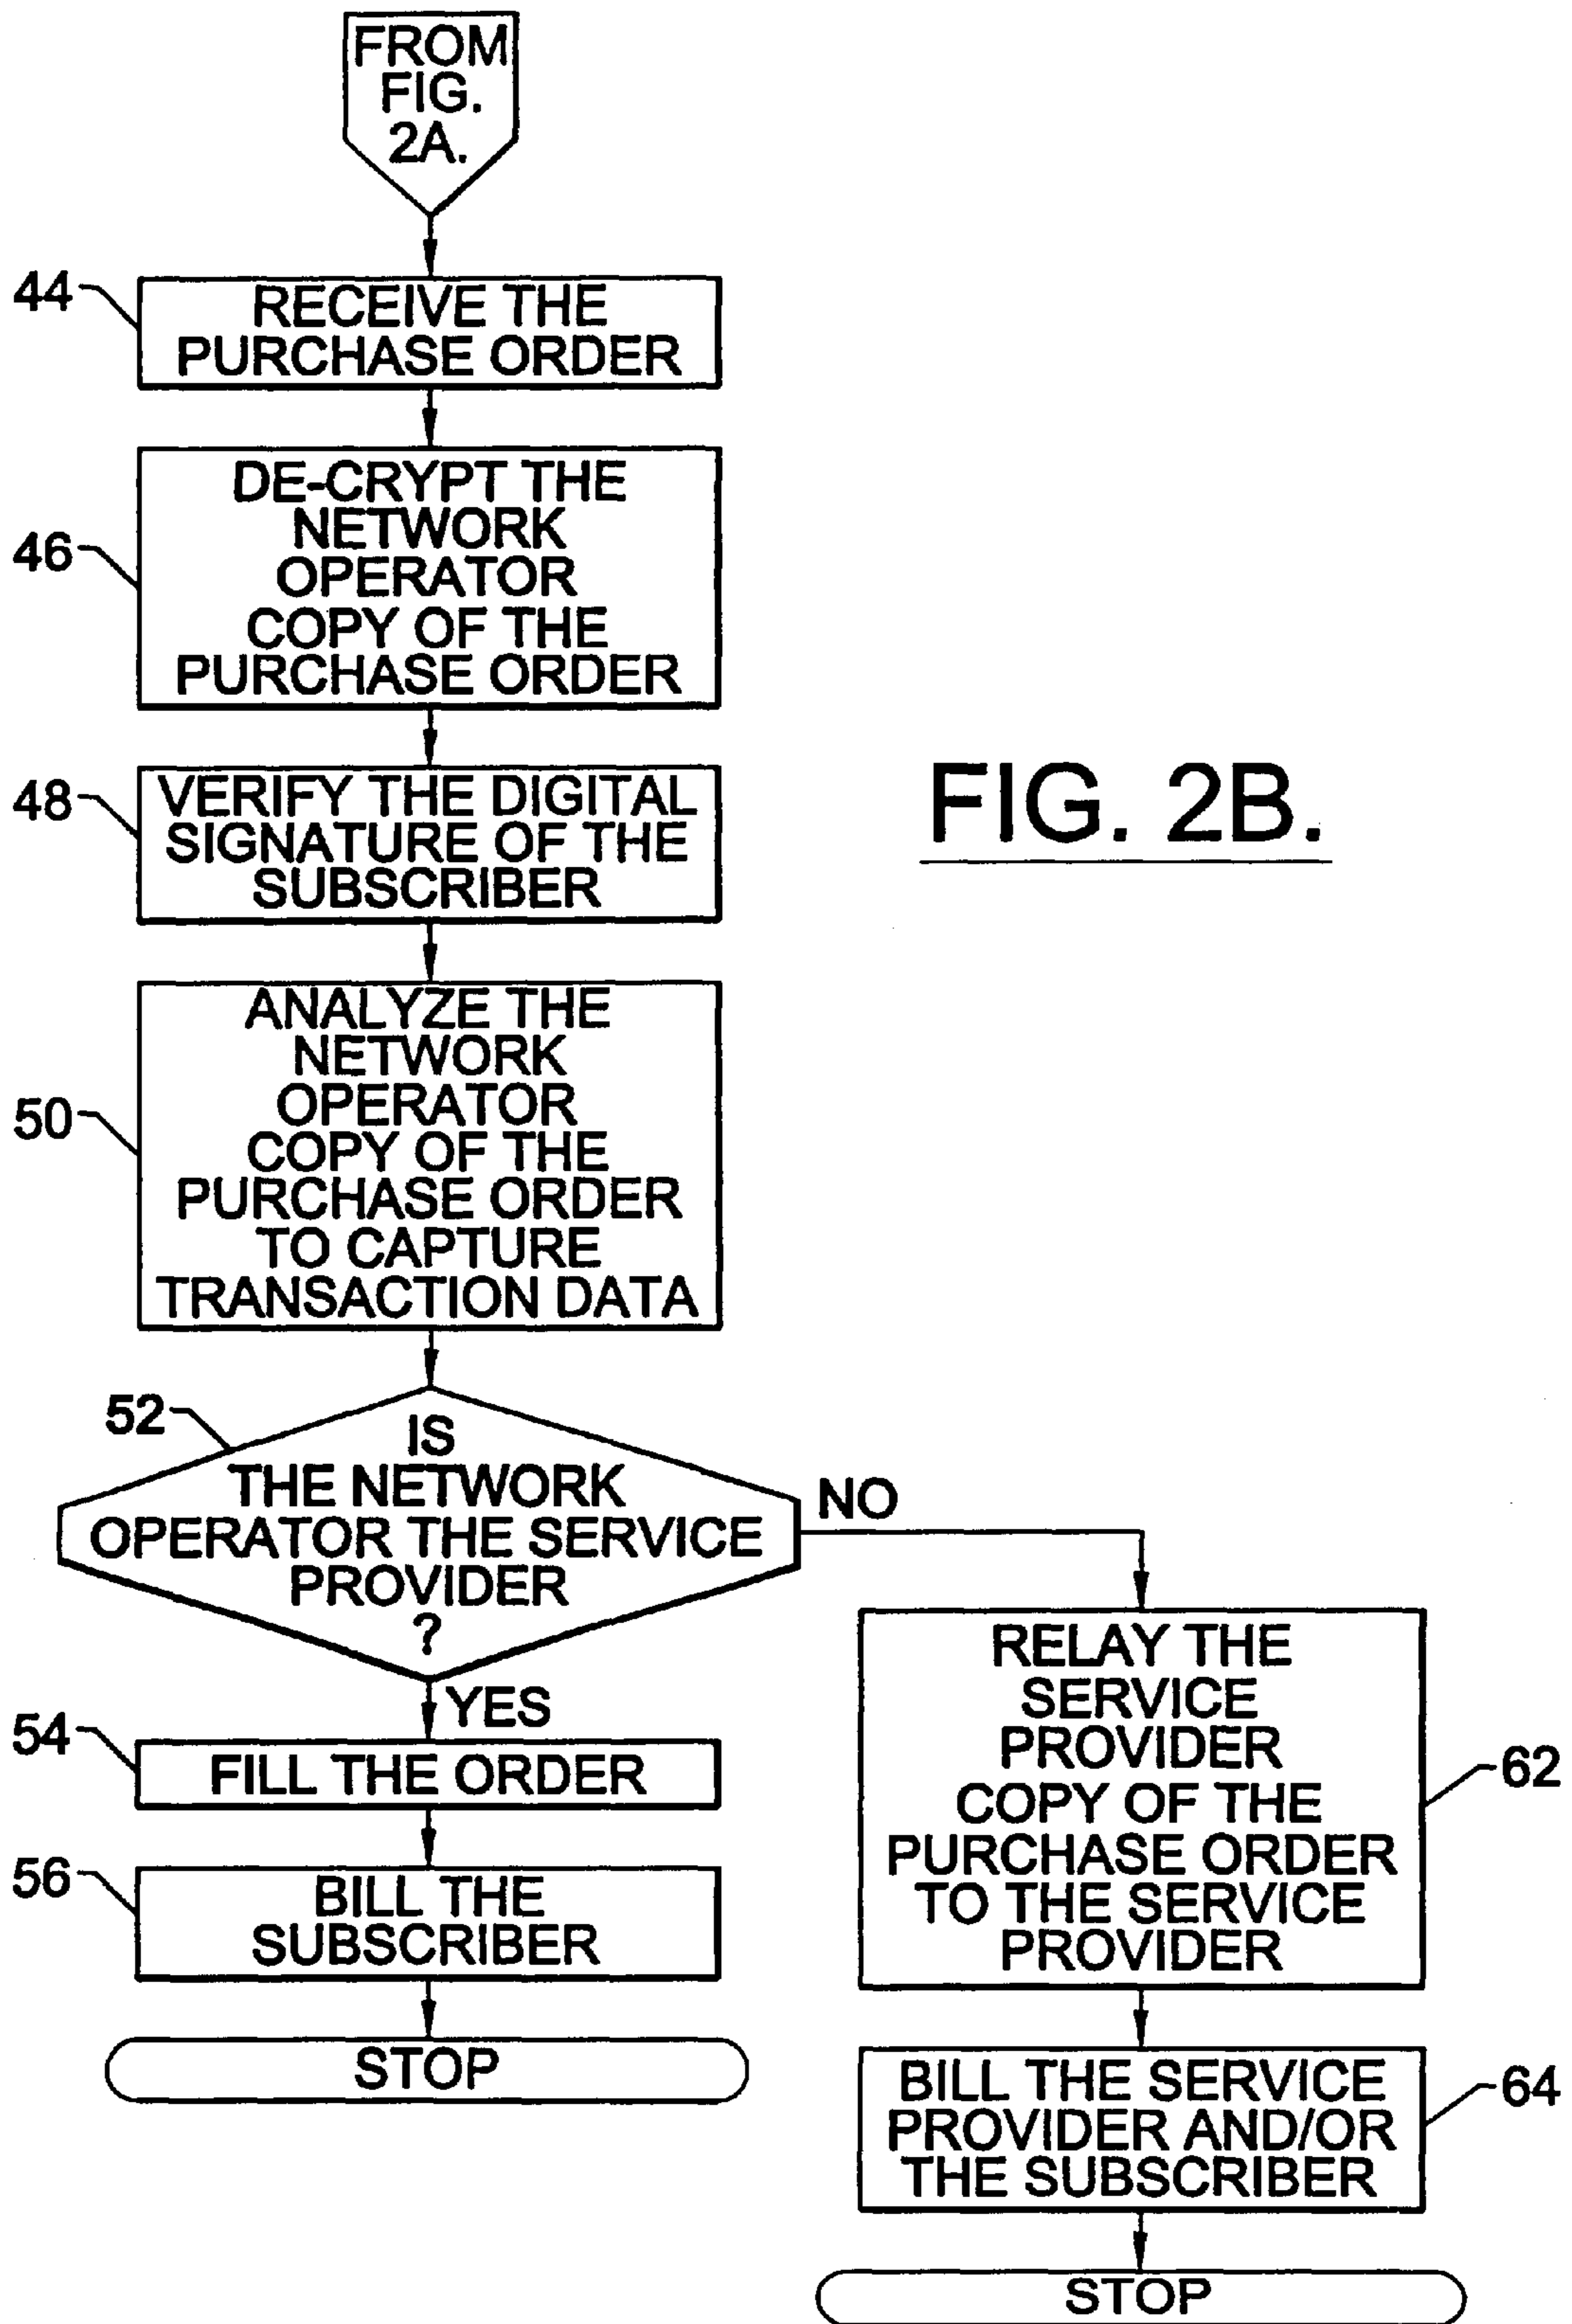 FROM
FIG.
2A.
44
RECEIVE THE
PURCHASE ORDER
46
DE-CRYPT THE
NETWORK
OPERATOR
COPY OF THE
PURCHASE ORDER
48
VERIFY THE DIGITAL
SIGNATURE OF THE
SUBSCRIBER
FIG. 2B.
50
ANALYZE THE
NETWORK
OPERATOR
COPY OF THE
PURCHASE ORDER
TO CAPTURE
TRANSACTION DATA
52
IS
THE NETWORK
OPERATOR THE SERVICE
PROVIDER
?
NO
YES
54
FILL THE ORDER
56
BILL THE
SUBSCRIBER
STOP
RELAY THE
SERVICE
PROVIDER
COPY OF THE
PURCHASE ORDER
TO THE SERVICE
PROVIDER
62
BILL THE SERVICE
PROVIDER AND/OR
THE SUBSCRIBER
64
STOP